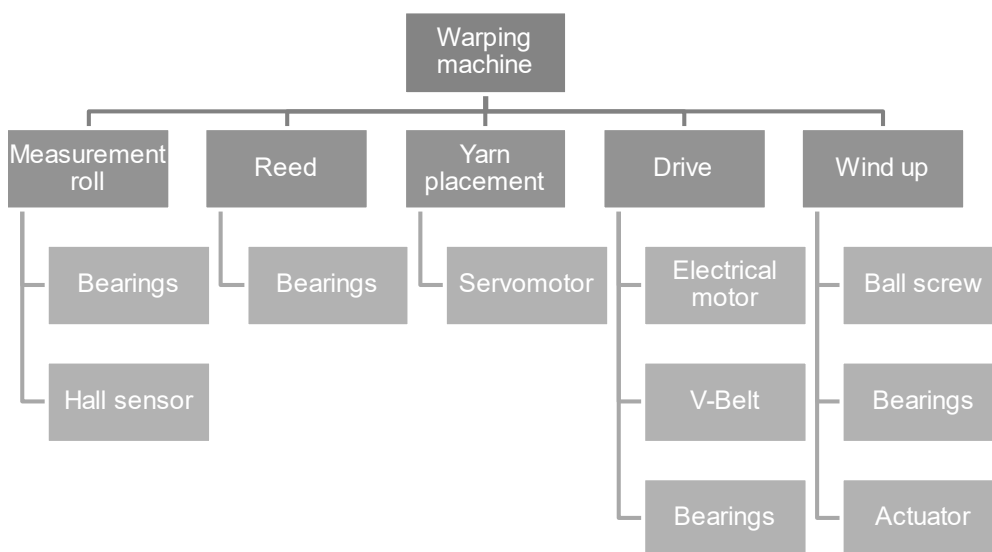 Warping
machine
Measurement
roll
Reed
Yarn
placement
Drive
Wind up
Bearings
Bearings
Servomotor
Electrical
motor
Ball screw
Hall sensor
V-Belt
Bearings
Bearings
Actuator